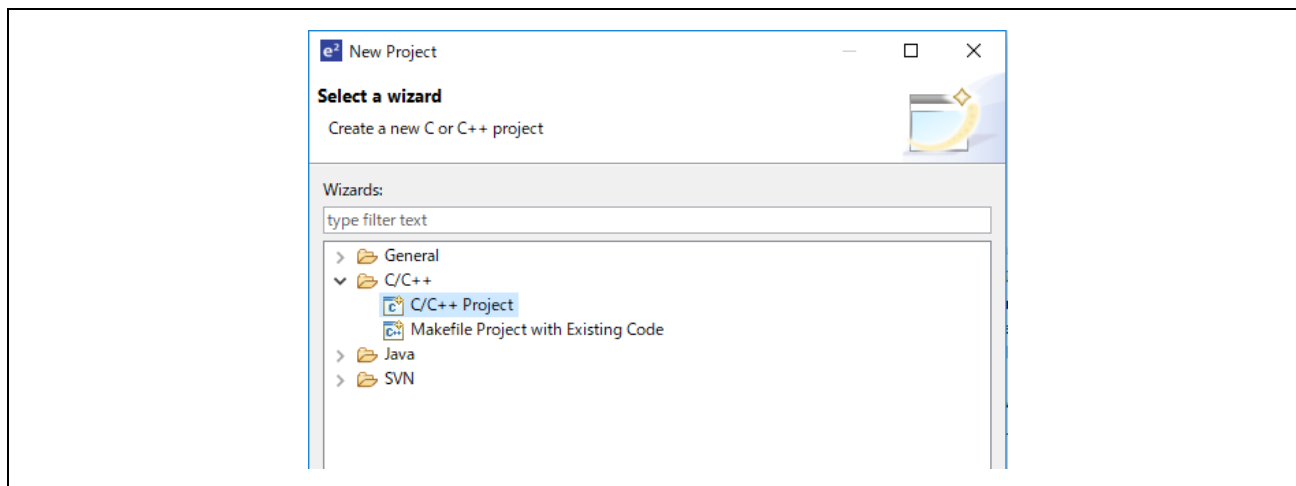 e² New Project
Select a wizard
Create a new C or C++ project
Wizards:
type filter text
General
C/C++
C/C++ Project
Makefile Project with Existing Code
Java
SVN